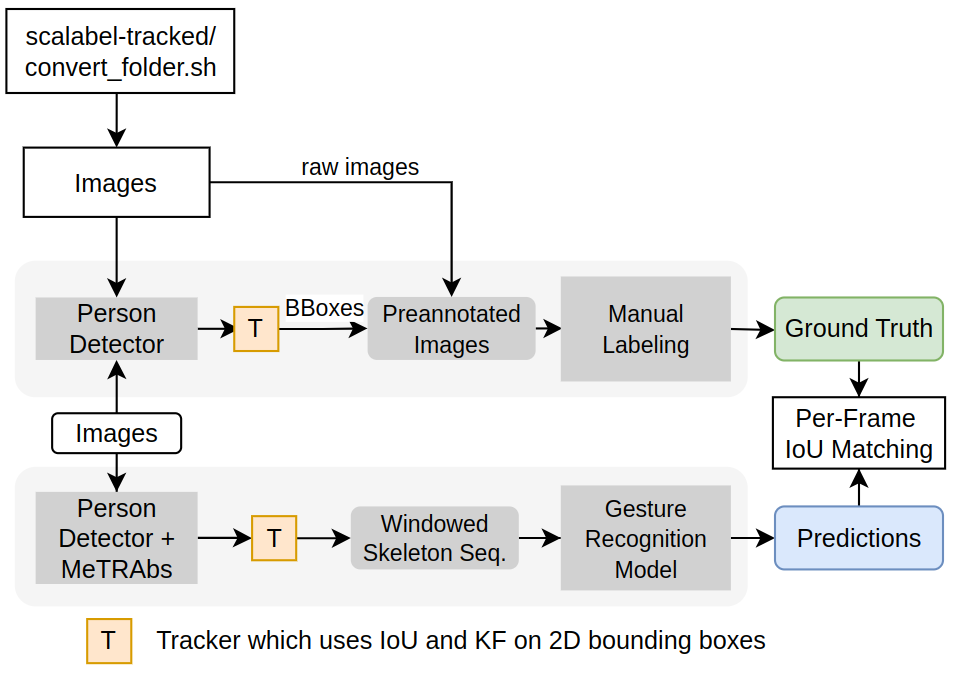 scalabel-tracked/
convert_folder.sh
Images
raw images
Person
Detector
T
BBoxes
Preannotated
Images
Manual
Labeling
Ground Truth
Images
Per-Frame
IoU Matching
Person
Detector +
MeTRAbs
T
Windowed
Skeleton Seq.
Gesture
Recognition
Model
Predictions
T
Tracker which uses IoU and KF on 2D bounding boxes